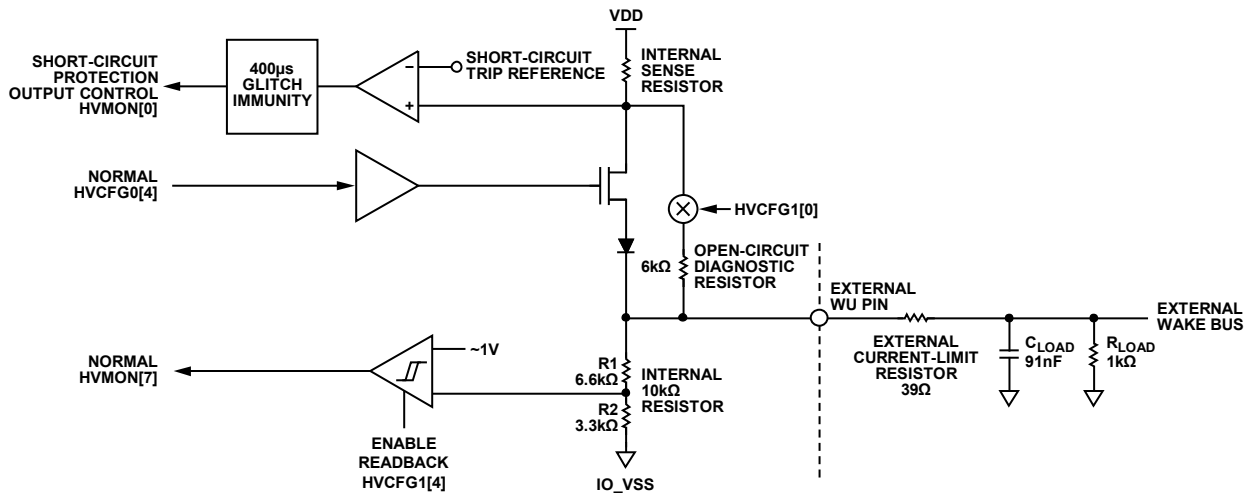 VDD
SHORT-CIRCUIT
PROTECTION
OUTPUT CONTROL
HVMON[0]
400µs
GLITCH
IMMUNITY
–
+
SHORT-CIRCUIT
TRIP REFERENCE
INTERNAL
SENSE
RESISTOR
NORMAL
HVCFG0[4]
HVCFG1[0]
6kΩ
OPEN-CIRCUIT
DIAGNOSTIC
RESISTOR
EXTERNAL
WU PIN
EXTERNAL
WAKE BUS
EXTERNAL
CURRENT-LIMIT
RESISTOR
39Ω
CLOAD
91nF
RLOAD
1kΩ
NORMAL
HVMON[7]
~1V
R1
6.6kΩ
INTERNAL
10kΩ
RESISTOR
R2
3.3kΩ
ENABLE
READBACK
HVCFG1[4]
IO_VSS